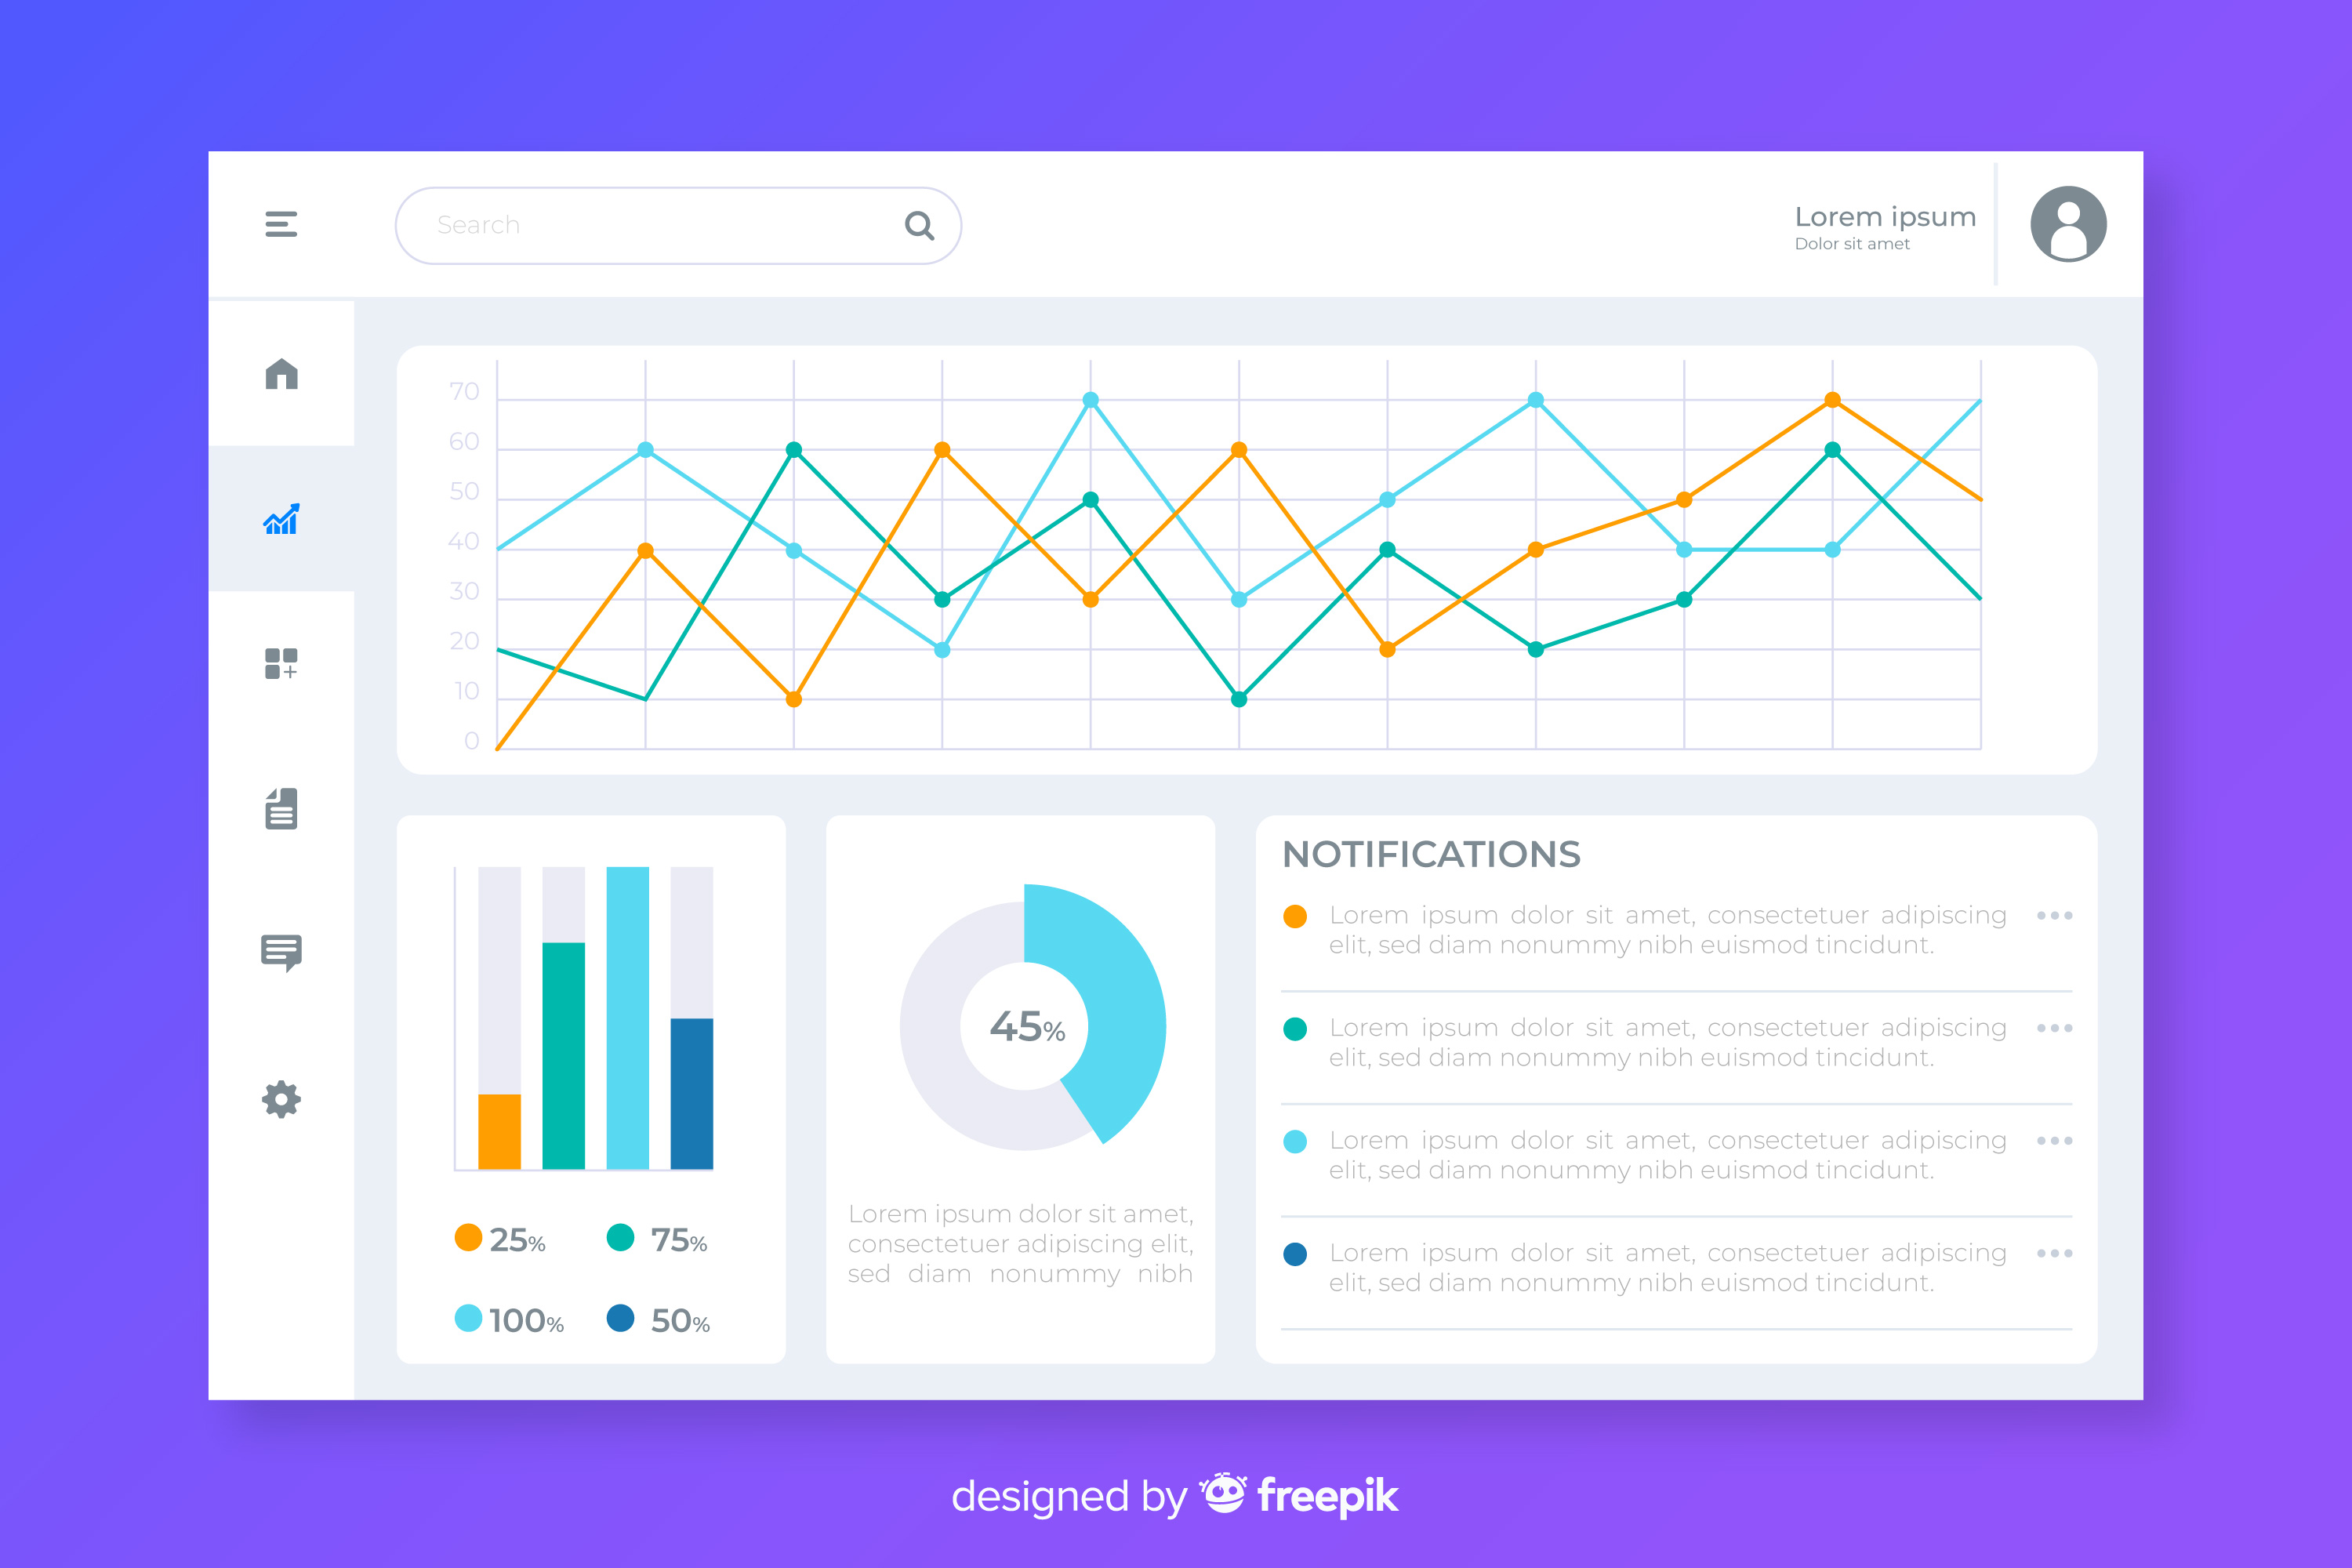 Search
Lorem ipsum
Dolor sit amet
70
60
50
40
30
20
10
0
25%
75%
100%
50%
45%
Lorem ipsum dolor sit amet,
consectetuer adipiscing elit,
sed diam nonummy nibh
NOTIFICATIONS
Lorem ipsum dolor sit amet, consectetuer adipiscing
elit, sed diam nonummy nibh euismod tincidunt.
Lorem ipsum dolor sit amet, consectetuer adipiscing
elit, sed diam nonummy nibh euismod tincidunt.
Lorem ipsum dolor sit amet, consectetuer adipiscing
elit, sed diam nonummy nibh euismod tincidunt.
Lorem ipsum dolor sit amet, consectetuer adipiscing
elit, sed diam nonummy nibh euismod tincidunt.
designed by freepik